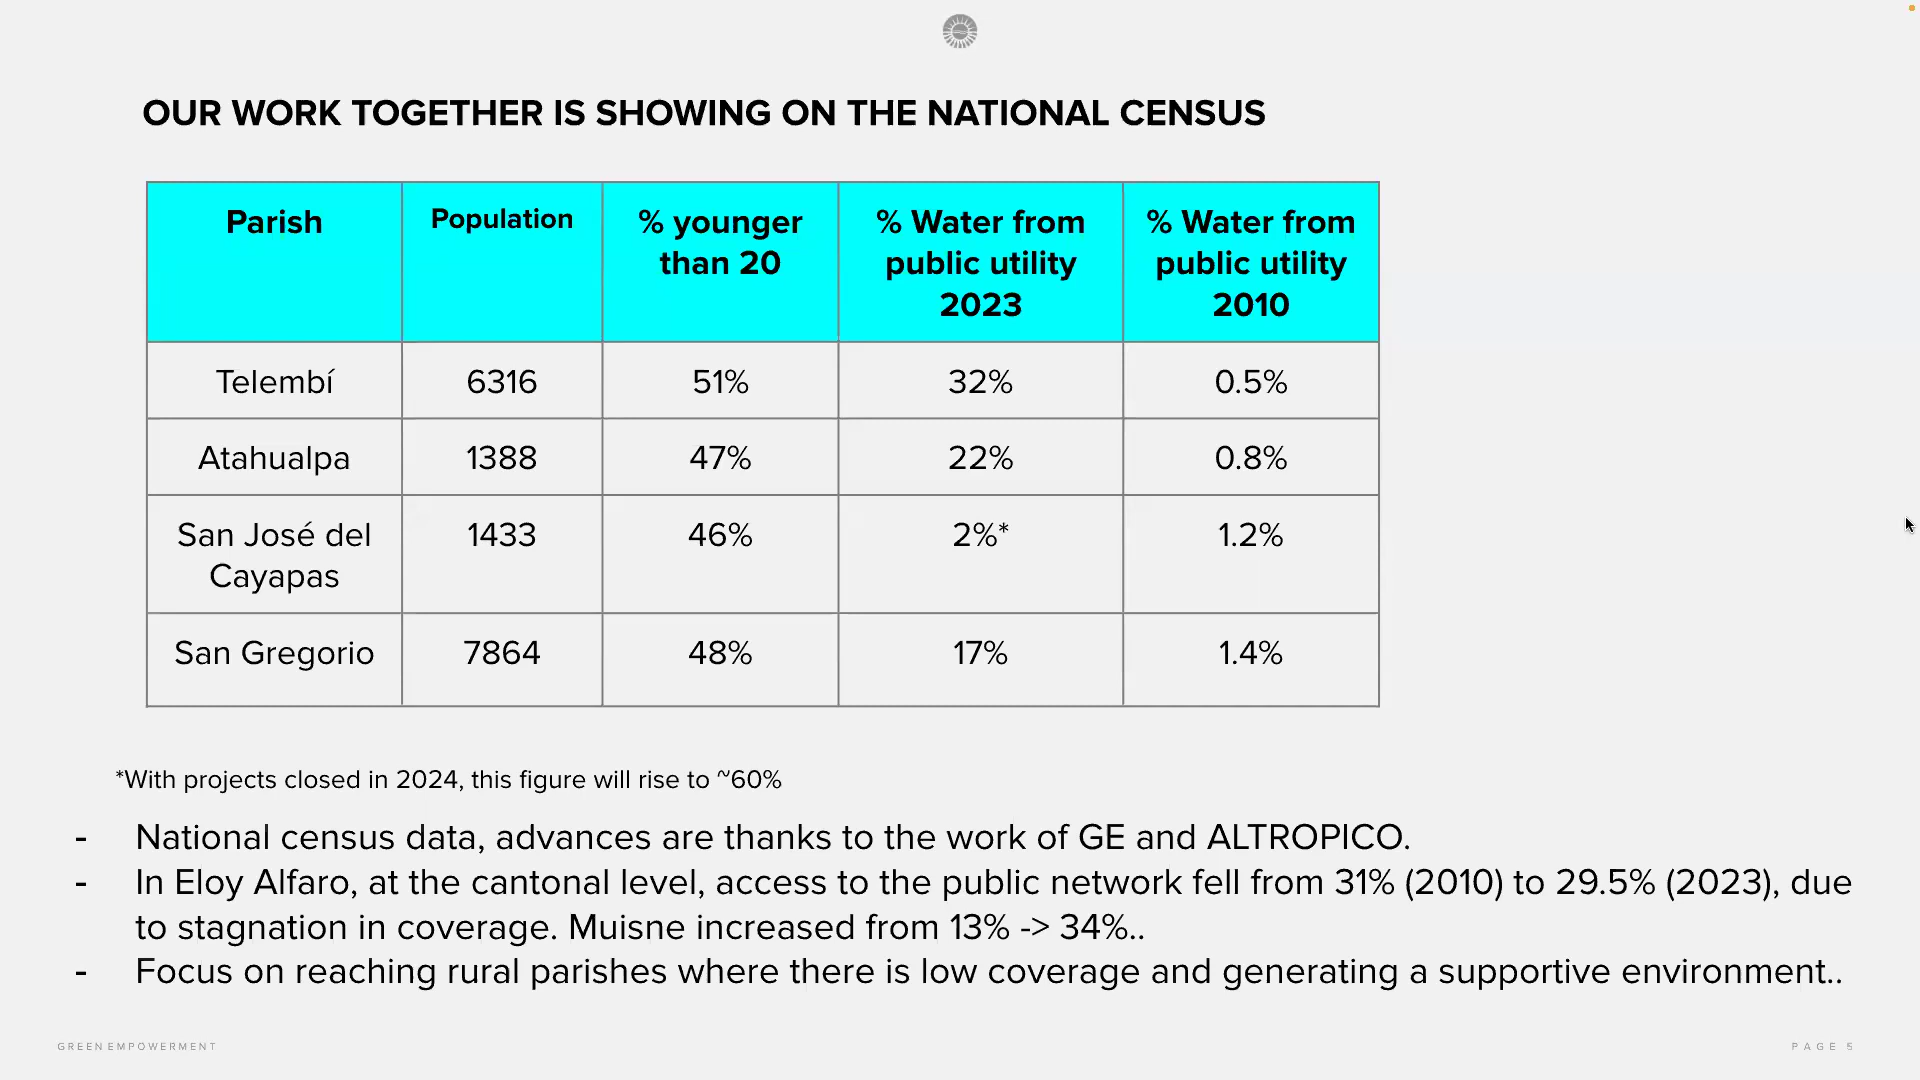 OUR WORK TOGETHER IS SHOWING ON THE NATIONAL CENSUS
Parish
Population
% younger
than 20
% Water from
public utility
2023
% Water from
public utility
2010
Telembí
6316
51%
32%
0.5%
Atahualpa
1388
47%
22%
0.8%
San José del
Cayapas
1433
46%
2%*
1.2%
San Gregorio
7864
48%
17%
1.4%
*With projects closed in 2024, this figure will rise to ~60%
- National census data, advances are thanks to the work of GE and ALTROPICO.
- In Eloy Alfaro, at the cantonal level, access to the public network fell from 31% (2010) to 29.5% (2023), due
to stagnation in coverage. Muisne increased from 13% -> 34%..
- Focus on reaching rural parishes where there is low coverage and generating a supportive environment..
GREEN EMPOWERMENT
PAGE 5